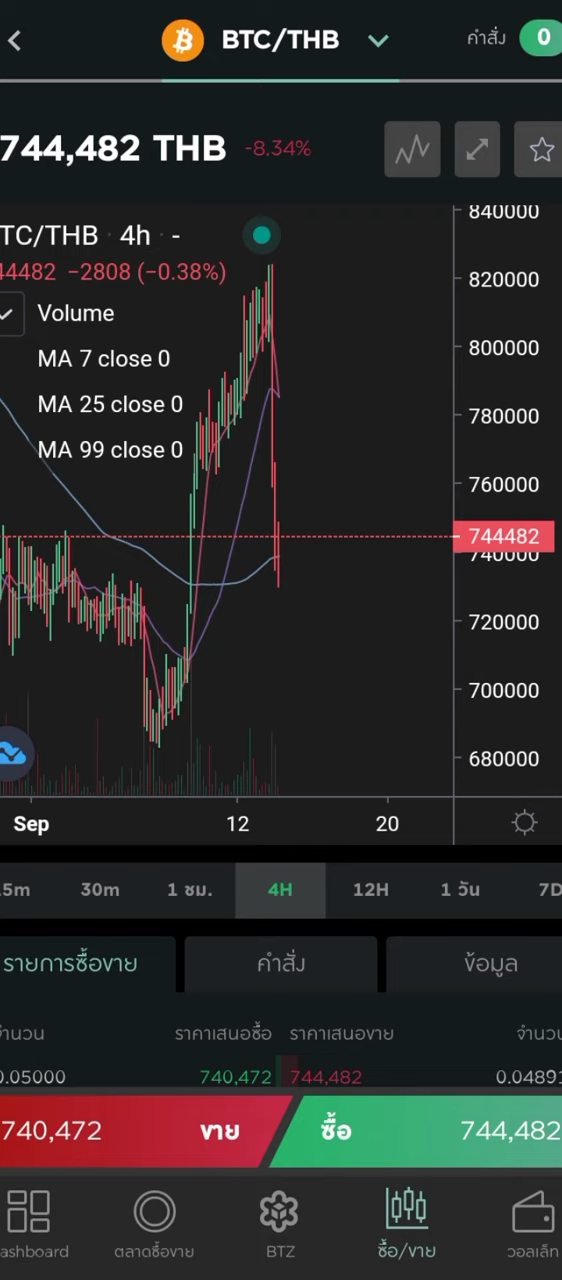 BTC/THB
คำสั่ง
0
744,482 THB
-8.34%
TC/THB · 4h · -
44482 −2808 (−0.38%)
Volume
MA 7 close 0
MA 25 close 0
MA 99 close 0
840000
820000
800000
780000
760000
744482
740000
720000
700000
680000
Sep
12
20
5m
30m
1 ชม.
4H
12H
1 วัน
7D
รายการซื้อขาย
คำสั่ง
ข้อมูล
จำนวน
ราคาเสนอซื้อ
ราคาเสนอขาย
จำนวน
0.05000
740,472
744,482
0.04891
740,472
ขาย
ซื้อ
744,482
ashboard
ตลาดซื้อขาย
BTZ
ซื้อ/ขาย
วอลเล็ท